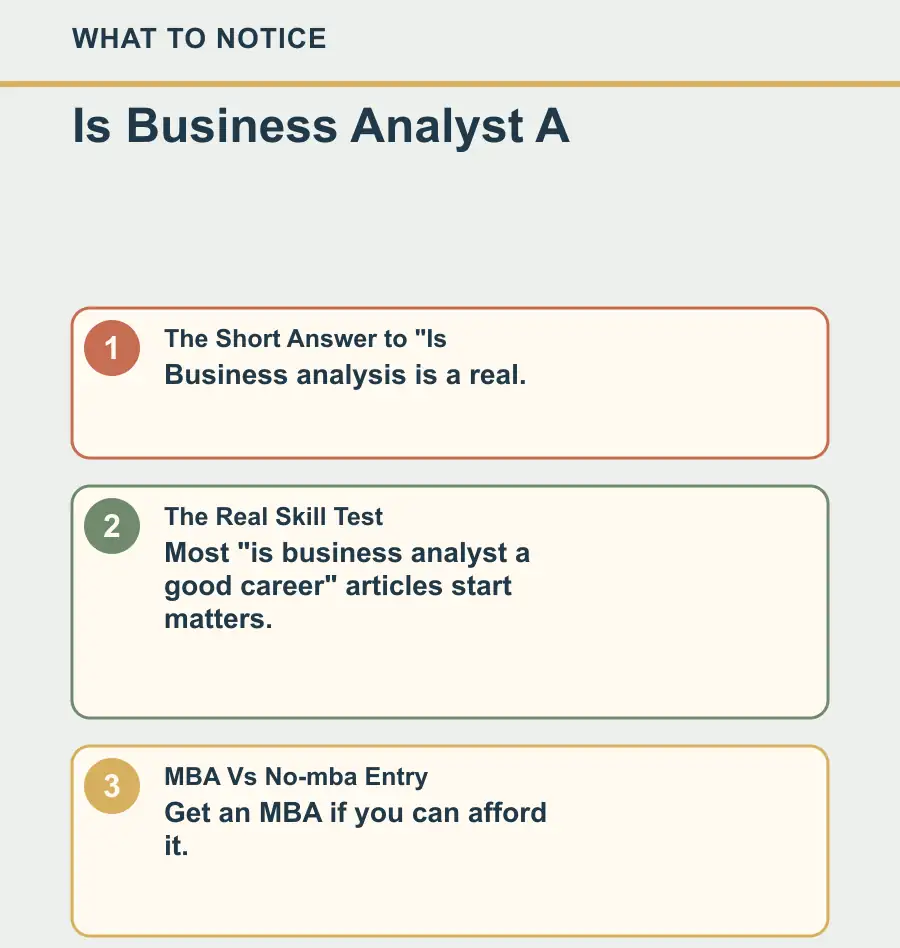 WHAT TO NOTICE
Is Business Analyst A
1
The Short Answer to "Is
Business analysis is a real.
2
The Real Skill Test
Most "is business analyst a
good career" articles start
matters.
3
MBA Vs No-mba Entry
Get an MBA if you can afford
it.